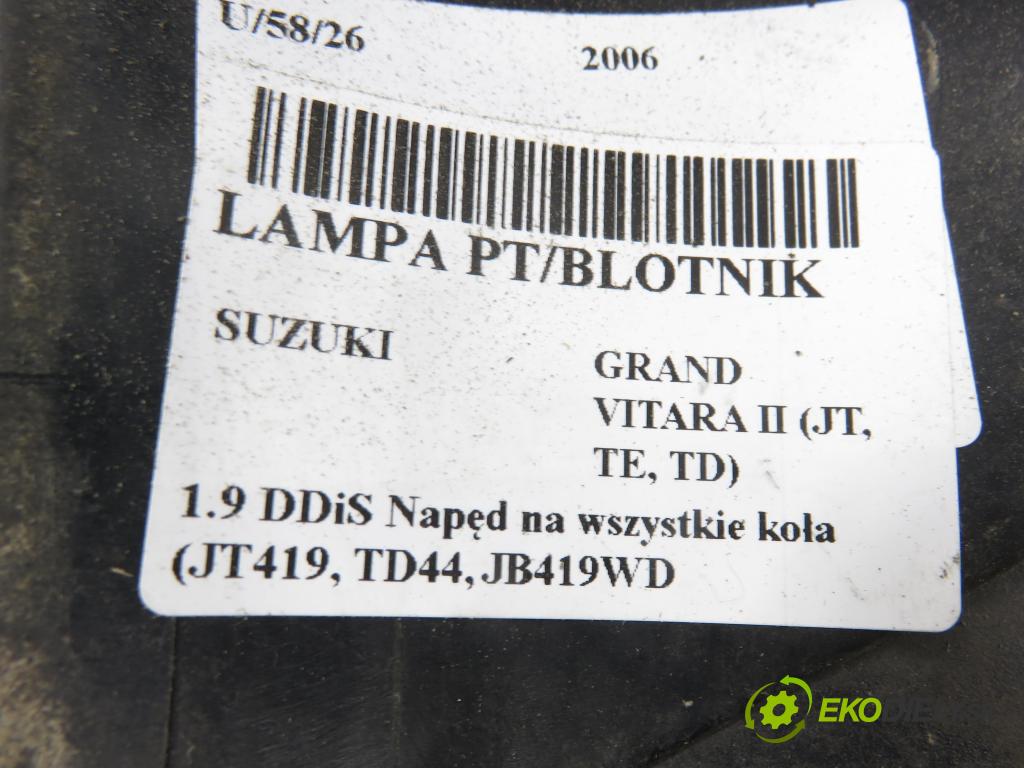 U/58/26 2006
LAMPA PT/BLOTNIK
SUZUKI
GRAND
VITARA II (JT,
TE, TD)
1.9 DDiS Napęd na wszystkie koła
(JT419, TD44, JB419WD